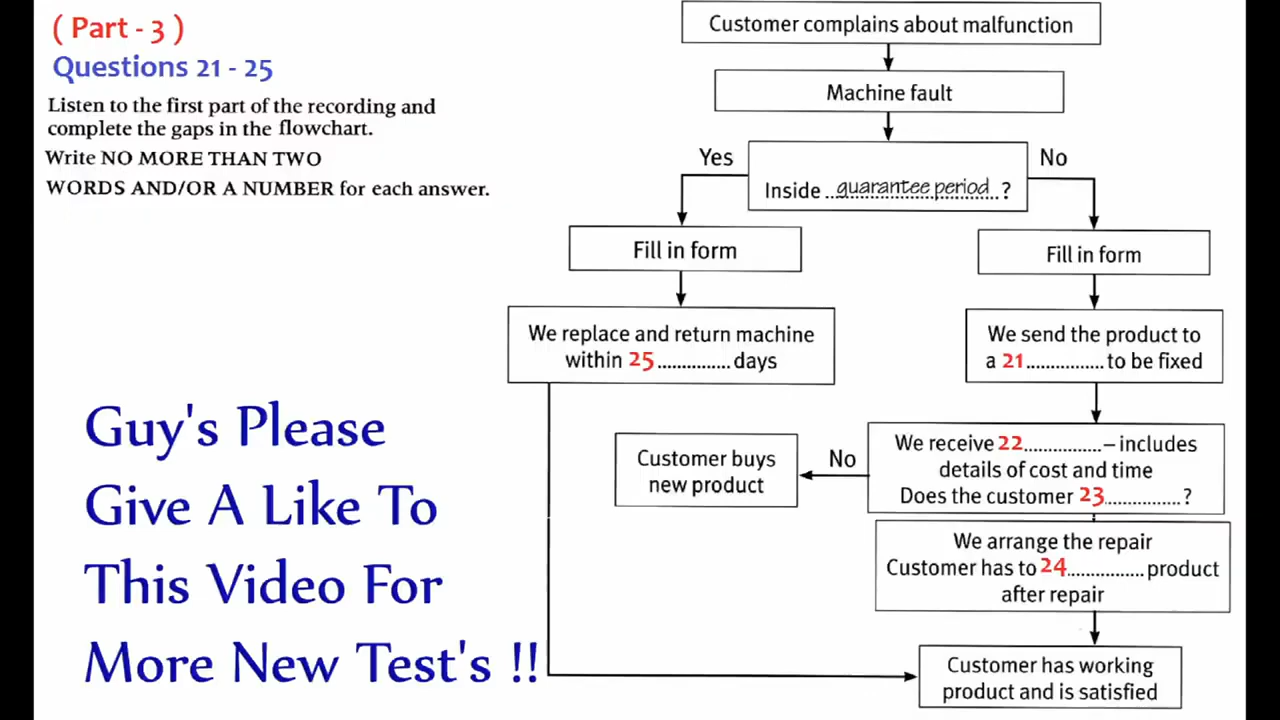 ( Part - 3 )
Questions 21 - 25
Listen to the first part of the recording and
complete the gaps in the flowchart.
Write NO MORE THAN TWO
WORDS AND/OR A NUMBER for each answer.
Customer complains about malfunction
Machine fault
Yes
Inside ..guarantee period..?
No
Fill in form
Fill in form
We replace and return machine
within 25............... days
We send the product to
a 21................ to be fixed
We receive 22................ – includes
details of cost and time
Does the customer 23................?
No
Customer buys
new product
We arrange the repair
Customer has to 24............... product
after repair
Customer has working
product and is satisfied
Guy's Please
Give A Like To
This Video For
More New Test's !!